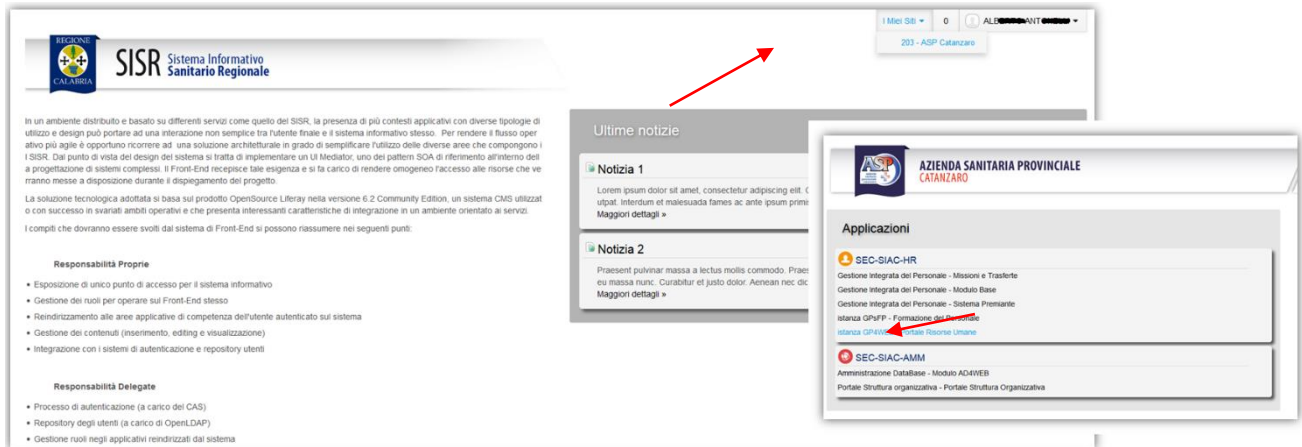 I Miei Siti
0
203 - ASP Catanzaro
REGIONE
CALABRIA
SISR Sistema Informativo
Sanitario Regionale
In un ambiente distribuito e basato su differenti servizi come quello del SISR, la presenza di più contesti applicativi con diverse tipologie di
utilizzo e design può portare ad una interazione non semplice tra l'utente finale e il sistema informativo stesso. Per rendere il flusso oper
ativo più agile è opportuno ricorrere ad una soluzione architetturale in grado di semplificare l'utilizzo delle diverse aree che compongono i
l SISR. Dal punto di vista del design del sistema si tratta di implementare un UI Mediator, uno dei pattern SOA di riferimento all'interno dell
a progettazione di sistemi complessi. Il Front-End recepisce tale esigenza e si fa carico di rendere omogeneo l'accesso alle risorse che ve
rranno messe a disposizione durante il dispiegamento del progetto.
La soluzione tecnologica adottata si basa sul prodotto OpenSource Liferay nella versione 6.2 Community Edition, un sistema CMS utilizzat
o con successo in svariati ambiti operativi e che presenta interessanti caratteristiche di integrazione in un ambiente orientato ai servizi.
I compiti che dovranno essere svolti dal sistema di Front-End si possono riassumere nei seguenti punti:
Responsabilità Proprie
• Esposizione di unico punto di accesso per il sistema informativo
• Gestione dei ruoli per operare sul Front-End stesso
• Reindirizzamento alle aree applicative di competenza dell'utente autenticato sul sistema
• Gestione dei contenuti (inserimento, editing e visualizzazione)
• Integrazione con i sistemi di autenticazione e repository utenti
Responsabilità Delegate
• Processo di autenticazione (a carico del CAS)
• Repository degli utenti (a carico di OpenLDAP)
• Gestione ruoli negli applicativi reindirizzati dal sistema
Ultime notizie
Notizia 1
Lorem ipsum dolor sit amet, consectetur adipiscing elit.
utpat. Interdum et malesuada fames ac ante ipsum primi
Maggiori dettagli »
Notizia 2
Praesent pulvinar massa a lectus mollis commodo. Praes
eu massa nunc. Curabitur et justo dolor. Aenean nec dic
Maggiori dettagli »
ASP
AZIENDA SANITARIA PROVINCIALE
CATANZARO
Applicazioni
SEC-SIAC-HR
Gestione Integrata del Personale - Missioni e Trasferte
Gestione Integrata del Personale - Modulo Base
Gestione Integrata del Personale - Sistema Premiante
istanza GPsFP - Formazione del Personale
istanza Portale Risorse Umane
SEC-SIAC-AMM
Amministrazione DataBase - Modulo AD4WEB
Portale Struttura organizzativa - Portale Struttura Organizzativa